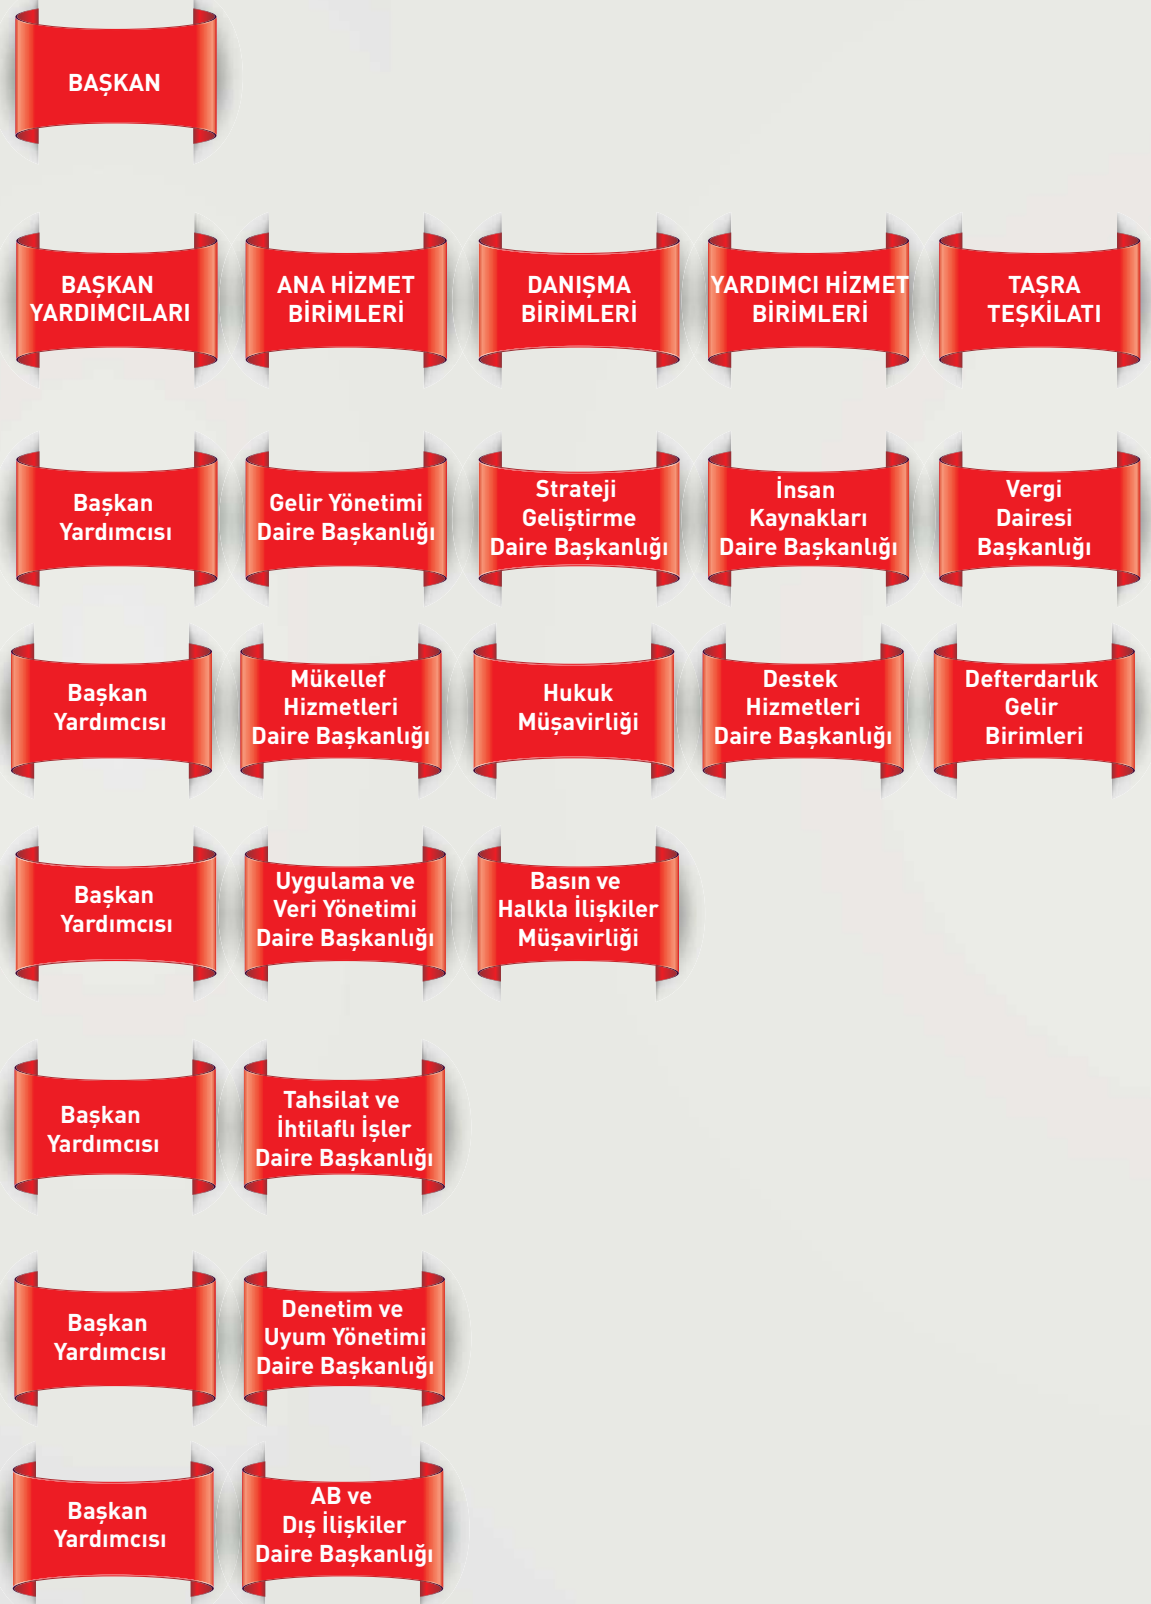 BAŞKAN
BAŞKAN
YARDIMCILARI
ANA HİZMET
BİRİMLERİ
DANIŞMA
BİRİMLERİ
YARDIMCI HİZMET
BİRİMLERİ
TAŞRA
TEŞKİLATI
Başkan
Yardımcısı
Gelir Yönetimi
Daire Başkanlığı
Strateji
Geliştirme
Daire Başkanlığı
İnsan
Kaynakları
Daire Başkanlığı
Vergi
Dairesi
Başkanlığı
Başkan
Yardımcısı
Mükellef
Hizmetleri
Daire Başkanlığı
Hukuk
Müşavirliği
Destek
Hizmetleri
Daire Başkanlığı
Defterdarlık
Gelir
Birimleri
Başkan
Yardımcısı
Uygulama ve
Veri Yönetimi
Daire Başkanlığı
Basın ve
Halkla İlişkiler
Müşavirliği
Başkan
Yardımcısı
Tahsilat ve
İhtilaflı İşler
Daire Başkanlığı
Başkan
Yardımcısı
Denetim ve
Uyum Yönetimi
Daire Başkanlığı
Başkan
Yardımcısı
AB ve
Dış İlişkiler
Daire Başkanlığı